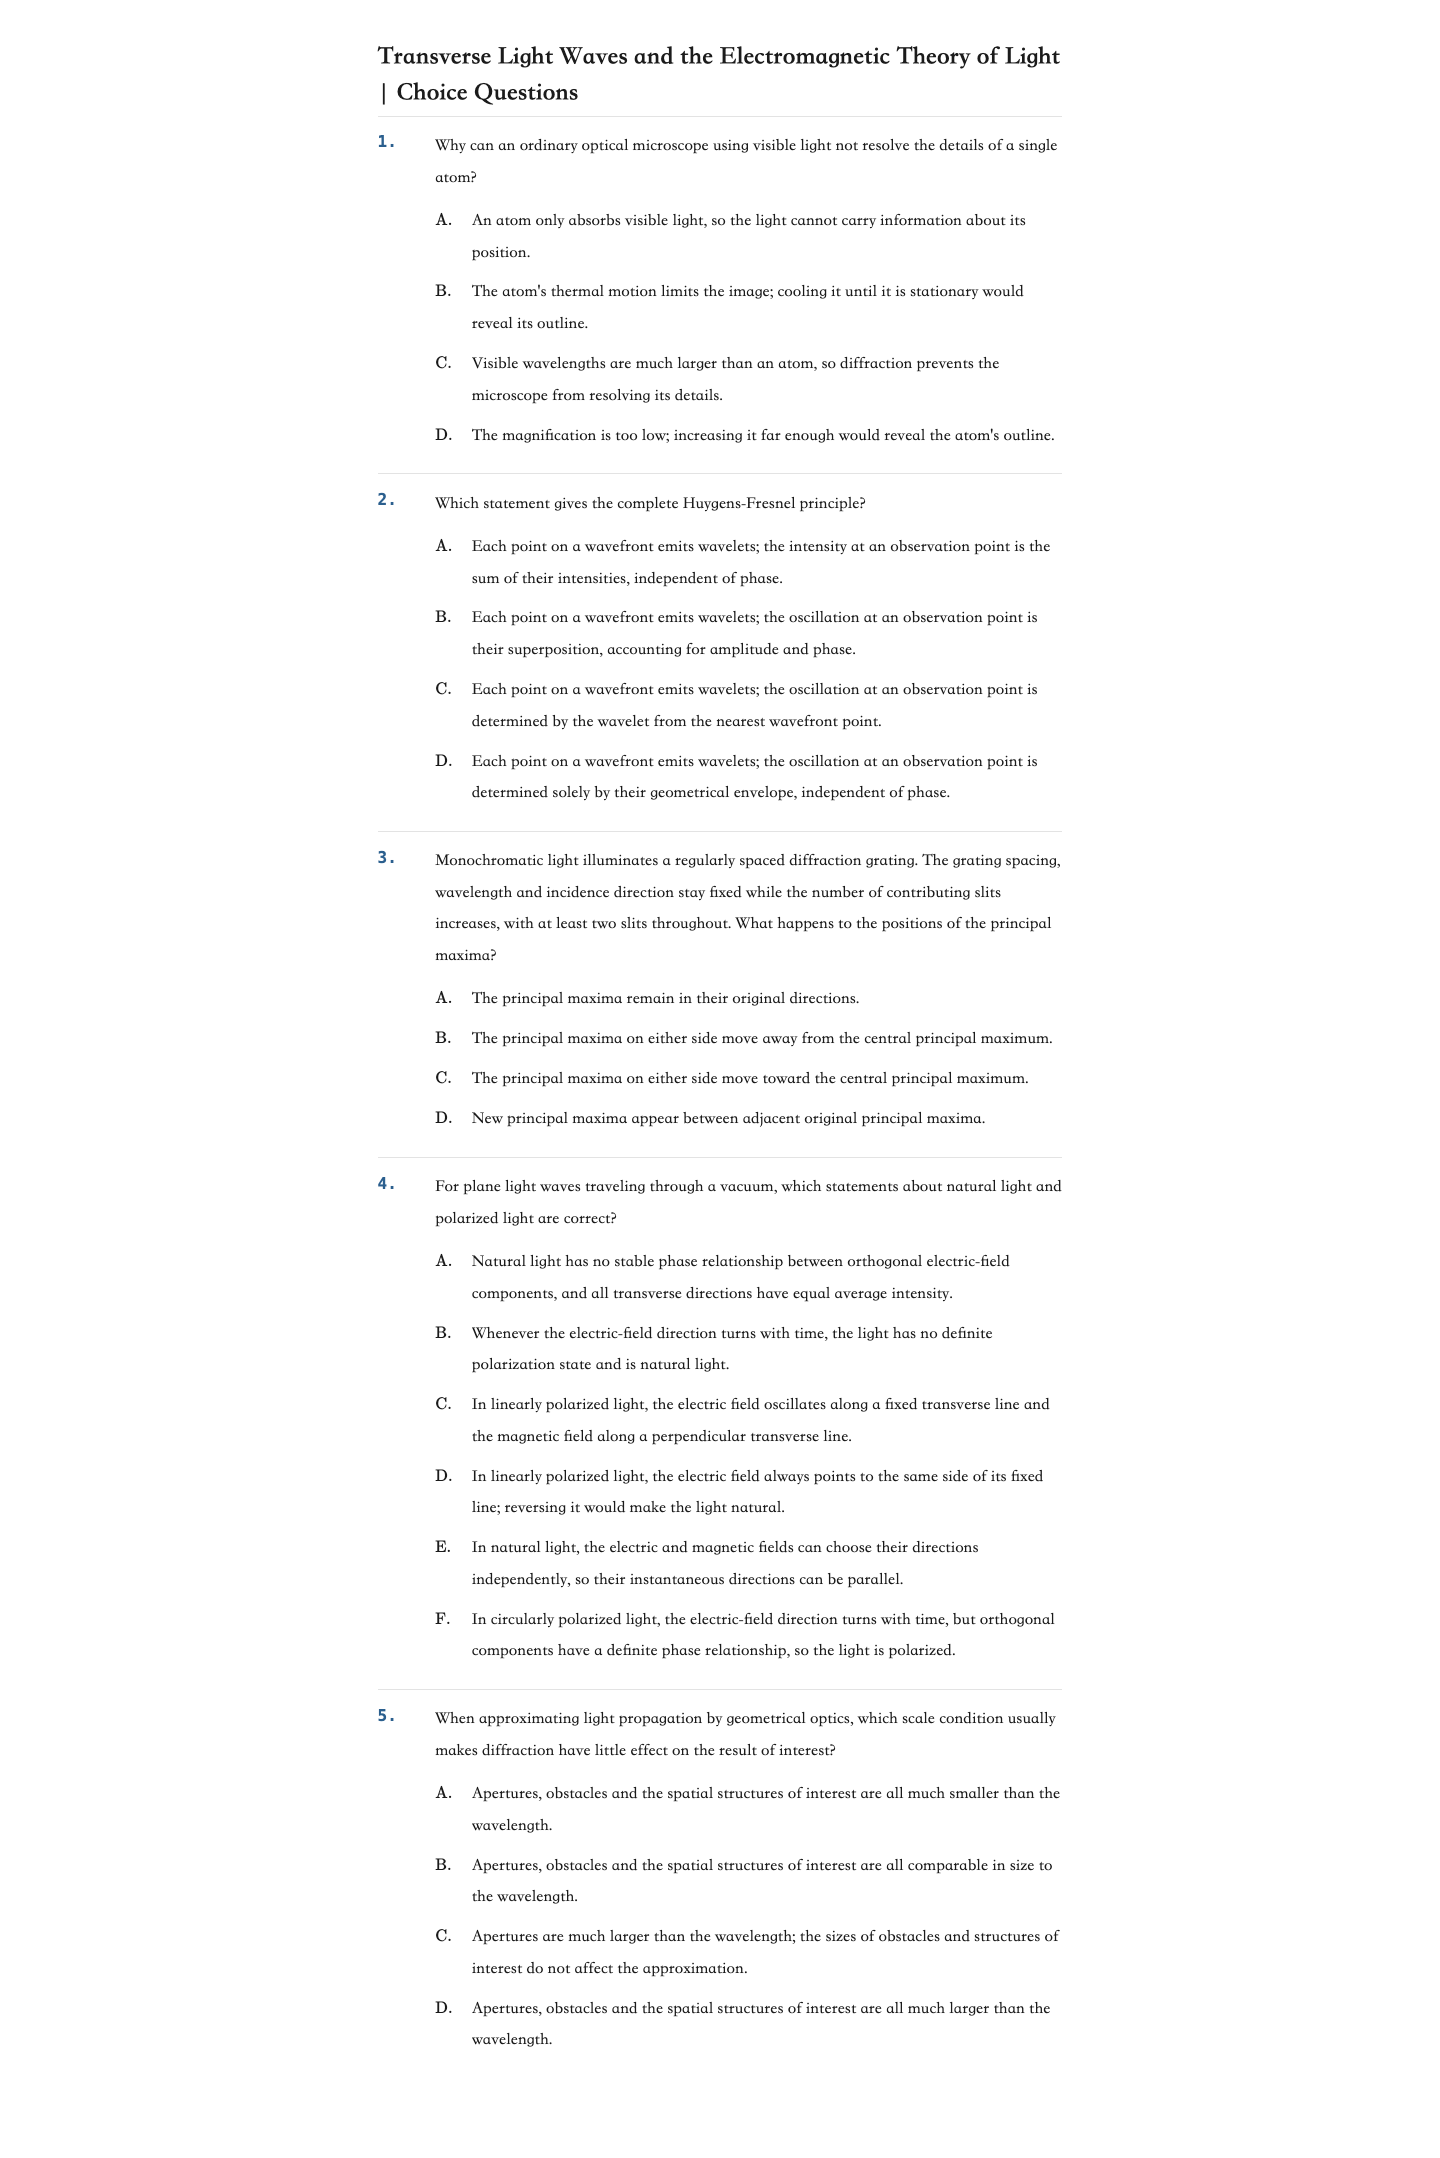 Transverse Light Waves and the Electromagnetic Theory of Light
| Choice Questions
1.
Why can an ordinary optical microscope using visible light not resolve the details of a single
atom?
A. An atom only absorbs visible light, so the light cannot carry information about its
position.
B. The atom's thermal motion limits the image; cooling it until it is stationary would
reveal its outline.
C. Visible wavelengths are much larger than an atom, so diffraction prevents the
microscope from resolving its details.
D. The magnification is too low; increasing it far enough would reveal the atom's outline.
2.
Which statement gives the complete Huygens-Fresnel principle?
A. Each point on a wavefront emits wavelets; the intensity at an observation point is the
sum of their intensities, independent of phase.
B. Each point on a wavefront emits wavelets; the oscillation at an observation point is
their superposition, accounting for amplitude and phase.
C. Each point on a wavefront emits wavelets; the oscillation at an observation point is
determined by the wavelet from the nearest wavefront point.
D. Each point on a wavefront emits wavelets; the oscillation at an observation point is
determined solely by their geometrical envelope, independent of phase.
3.
Monochromatic light illuminates a regularly spaced diffraction grating. The grating spacing,
wavelength and incidence direction stay fixed while the number of contributing slits
increases, with at least two slits throughout. What happens to the positions of the principal
maxima?
A. The principal maxima remain in their original directions.
B. The principal maxima on either side move away from the central principal maximum.
C. The principal maxima on either side move toward the central principal maximum.
D. New principal maxima appear between adjacent original principal maxima.
4.
For plane light waves traveling through a vacuum, which statements about natural light and
polarized light are correct?
A. Natural light has no stable phase relationship between orthogonal electric-field
components, and all transverse directions have equal average intensity.
B. Whenever the electric-field direction turns with time, the light has no definite
polarization state and is natural light.
C. In linearly polarized light, the electric field oscillates along a fixed transverse line and
the magnetic field along a perpendicular transverse line.
D. In linearly polarized light, the electric field always points to the same side of its fixed
line; reversing it would make the light natural.
E. In natural light, the electric and magnetic fields can choose their directions
independently, so their instantaneous directions can be parallel.
F. In circularly polarized light, the electric-field direction turns with time, but orthogonal
components have a definite phase relationship, so the light is polarized.
5.
When approximating light propagation by geometrical optics, which scale condition usually
makes diffraction have little effect on the result of interest?
A. Apertures, obstacles and the spatial structures of interest are all much smaller than the
wavelength.
B. Apertures, obstacles and the spatial structures of interest are all comparable in size to
the wavelength.
C. Apertures are much larger than the wavelength; the sizes of obstacles and structures of
interest do not affect the approximation.
D. Apertures, obstacles and the spatial structures of interest are all much larger than the
wavelength.